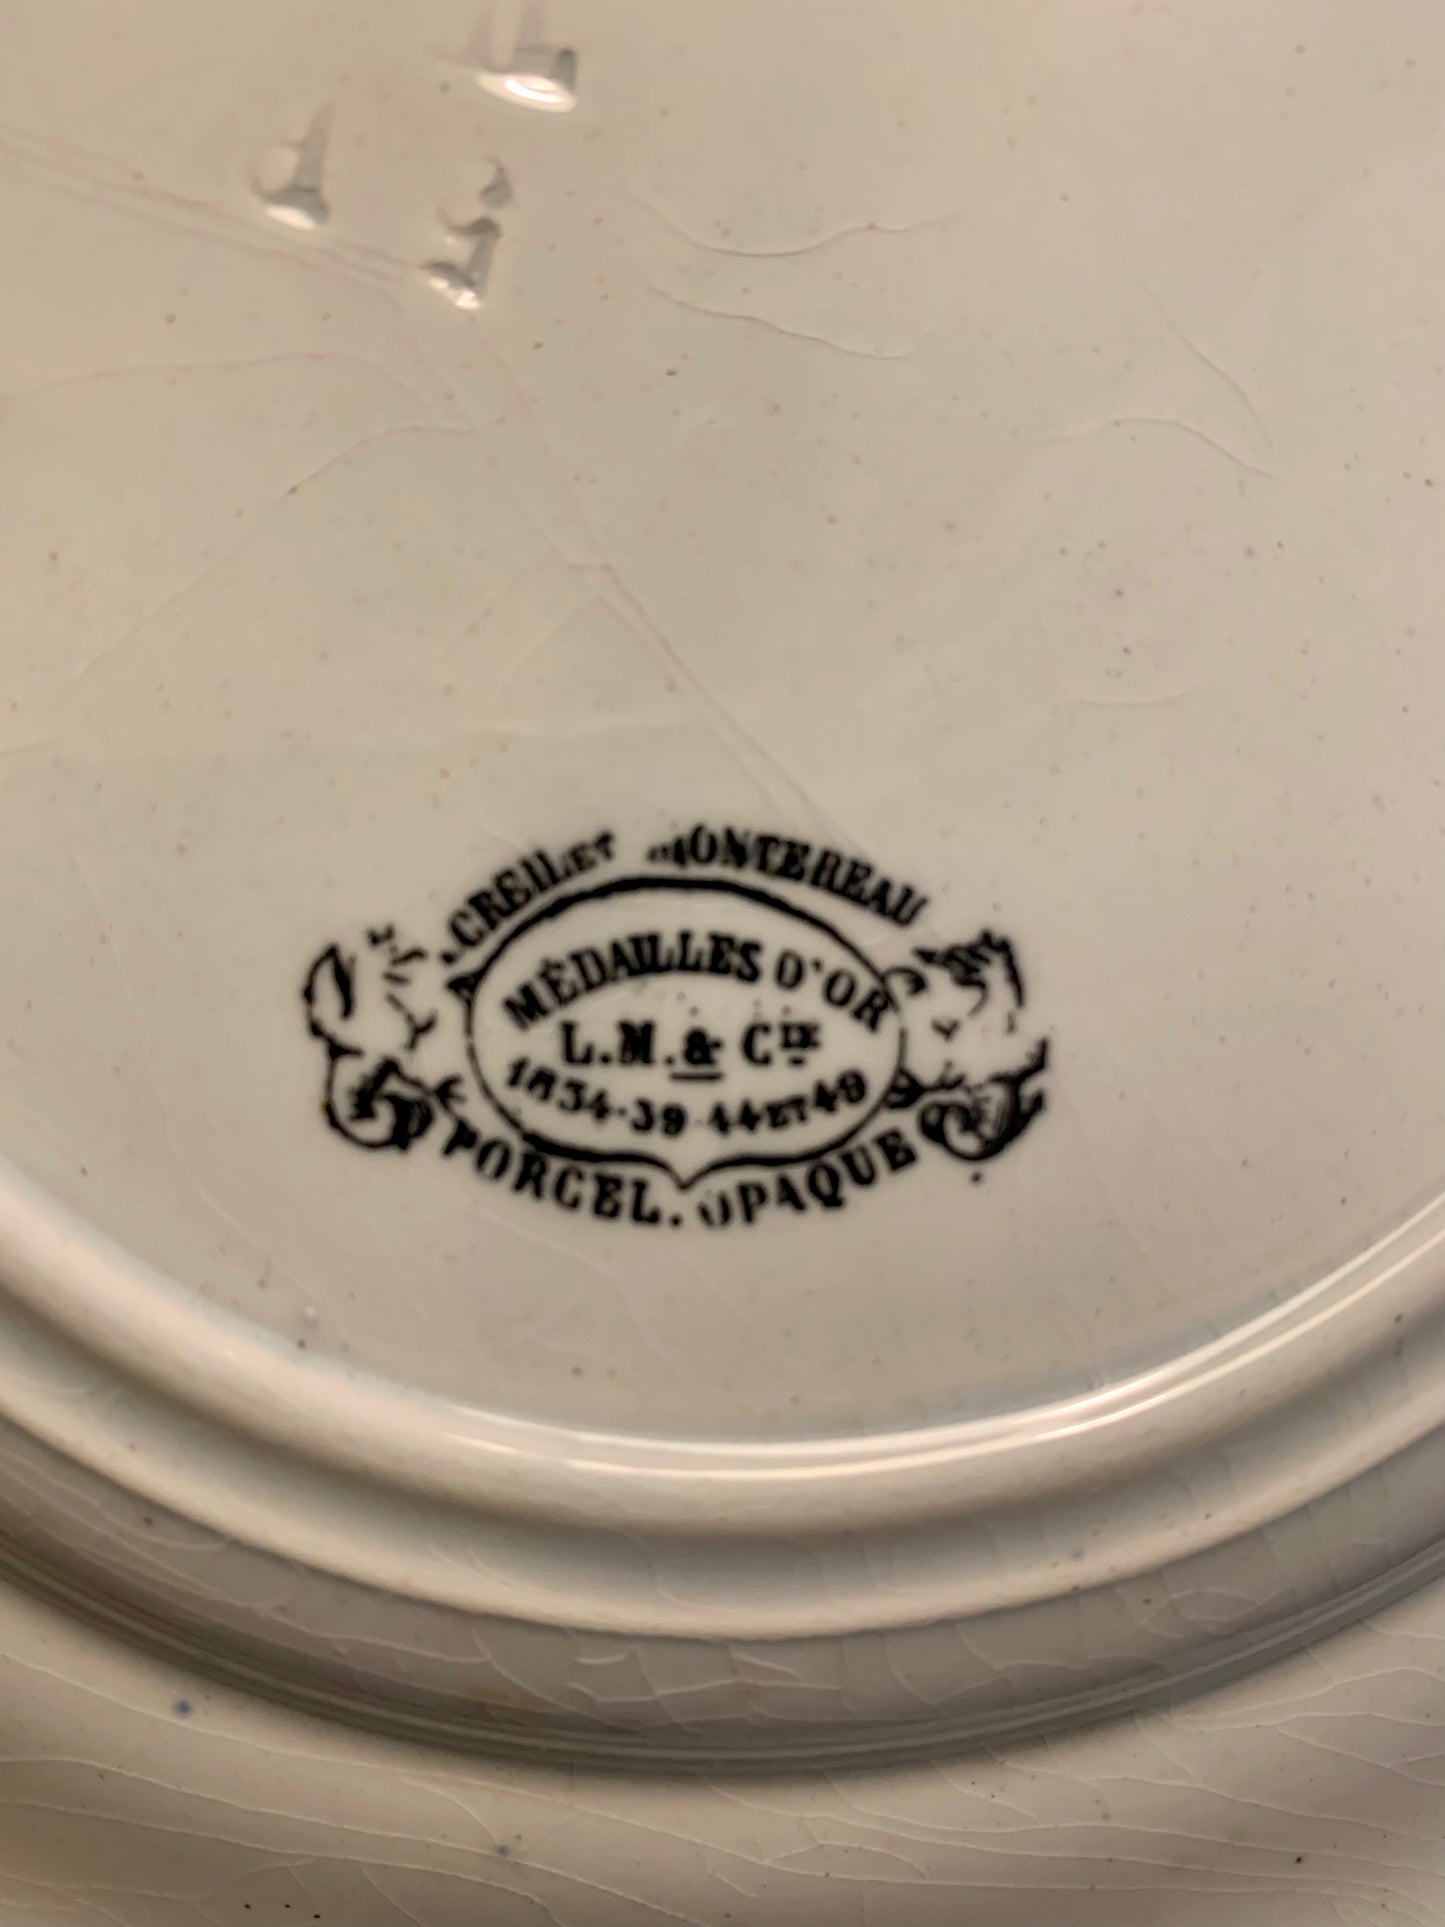 CREIL ET MONTEREAU
MÉDAILLES D'OR
L.M.& CIE
1834-39-44 ET 49
PORCEL. OPAQUE